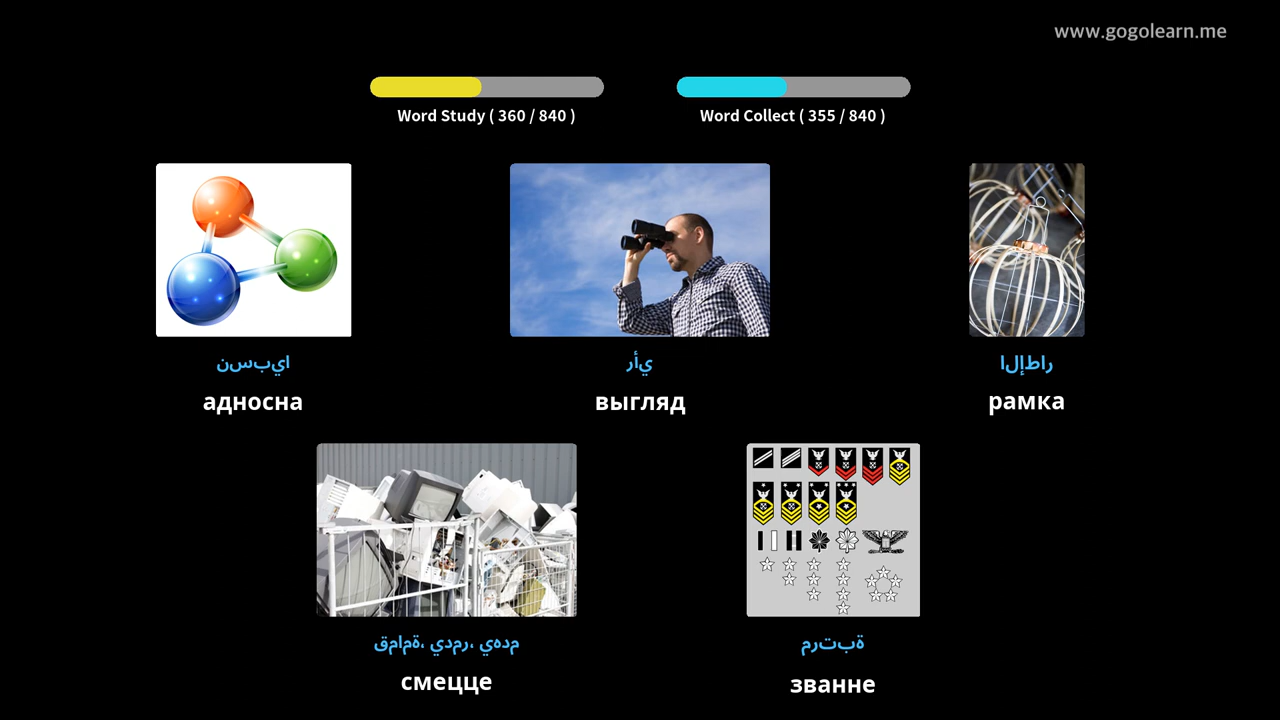 www.gogolearn.me
Word Study ( 360 / 840 )
Word Collect ( 355 / 840 )
نسبيا
адносна
رأي
выгляд
الإطار
рамка
قمامة، يدمر، يهدم
смецце
مرتبة
званне